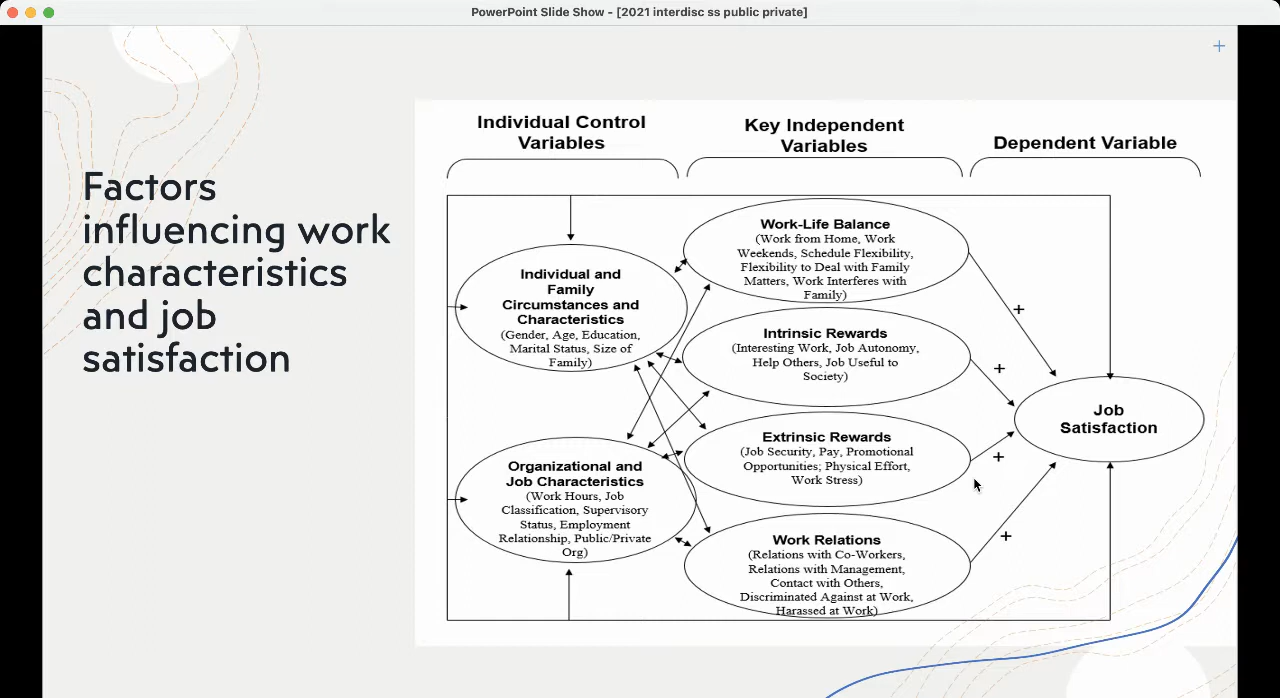 PowerPoint Slide Show - [2021 interdisc ss public private]
Factors
influencing work
characteristics
and job
satisfaction
Individual Control
Variables
Key Independent
Variables
Dependent Variable
Individual and
Family
Circumstances and
Characteristics
(Gender, Age, Education,
Marital Status, Size of
Family)
Organizational and
Job Characteristics
(Work Hours, Job
Classification, Supervisory
Status, Employment
Relationship, Public/Private
Org)
Work-Life Balance
(Work from Home, Work
Weekends, Schedule Flexibility,
Flexibility to Deal with Family
Matters, Work Interferes with
Family)
Intrinsic Rewards
(Interesting Work, Job Autonomy,
Help Others, Job Useful to
Society)
Extrinsic Rewards
(Job Security, Pay, Promotional
Opportunities; Physical Effort,
Work Stress)
Work Relations
(Relations with Co-Workers,
Relations with Management,
Contact with Others,
Discriminated Against at Work,
Harassed at Work)
+
+
+
+
Job
Satisfaction